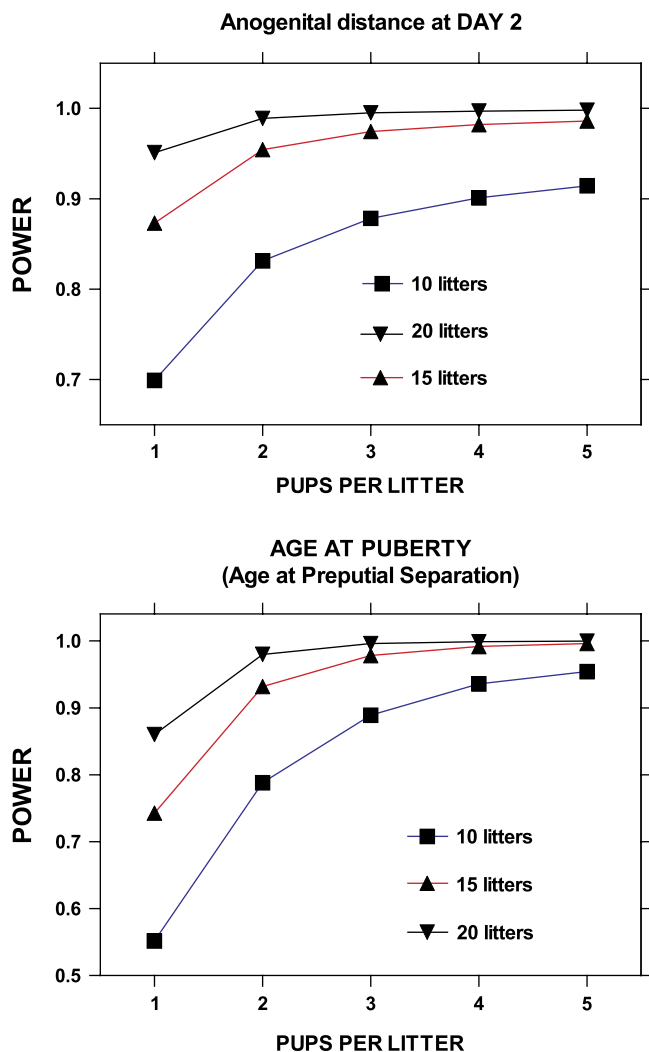 Anogenital distance at DAY 2
1.0
0.9
0.8
0.7
POWER
10 litters
20 litters
15 litters
1 2 3 4 5
PUPS PER LITTER
AGE AT PUBERTY
(Age at Preputial Separation)
1.0
0.9
0.8
0.7
0.6
0.5
POWER
10 litters
15 litters
20 litters
1 2 3 4 5
PUPS PER LITTER